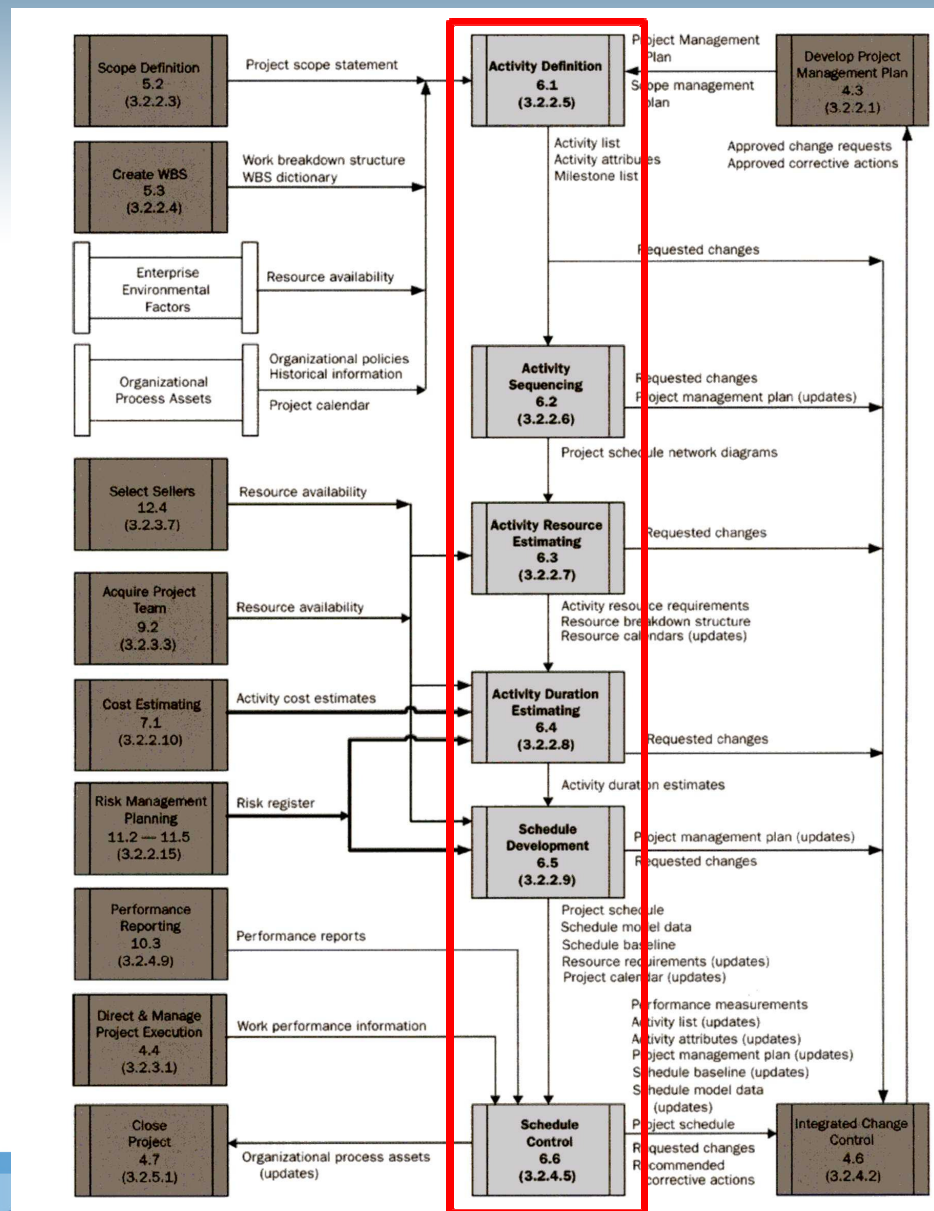 Scope Definition
5.2
(3.2.2.3)
Project scope statement
Activity Definition
6.1
(3.2.2.5)
Project Management
Plan
Scope management
plan
Develop Project
Management Plan
4.3
(3.2.2.1)
Create WBS
5.3
(3.2.2.4)
Work breakdown structure
WBS dictionary
Activity list
Activity attributes
Milestone list
Approved change requests
Approved corrective actions
Enterprise
Environmental
Factors
Resource availability
Requested changes
Organizational
Process Assets
Organizational policies
Historical information
Project calendar
Activity
Sequencing
6.2
(3.2.2.6)
Requested changes
Project management plan (updates)
Project schedule network diagrams
Select Sellers
12.4
(3.2.3.7)
Resource availability
Activity Resource
Estimating
6.3
(3.2.2.7)
Requested changes
Acquire Project
Team
9.2
(3.2.3.3)
Resource availability
Activity resource requirements
Resource breakdown structure
Resource calendars (updates)
Cost Estimating
7.1
(3.2.2.10)
Activity cost estimates
Activity Duration
Estimating
6.4
(3.2.2.8)
Requested changes
Activity duration estimates
Risk Management
Planning
11.2 — 11.5
(3.2.2.15)
Risk register
Schedule
Development
6.5
(3.2.2.9)
Project management plan (updates)
Requested changes
Performance
Reporting
10.3
(3.2.4.9)
Performance reports
Project schedule
Schedule model data
Schedule baseline
Resource requirements (updates)
Project calendar (updates)
Direct & Manage
Project Execution
4.4
(3.2.3.1)
Work performance information
Performance measurements
Activity list (updates)
Activity attributes (updates)
Project management plan (updates)
Schedule baseline (updates)
Schedule model data
(updates)
Project schedule
Requested changes
Recommended
corrective actions
Close
Project
4.7
(3.2.5.1)
Organizational process assets
(updates)
Schedule
Control
6.6
(3.2.4.5)
Integrated Change
Control
4.6
(3.2.4.2)